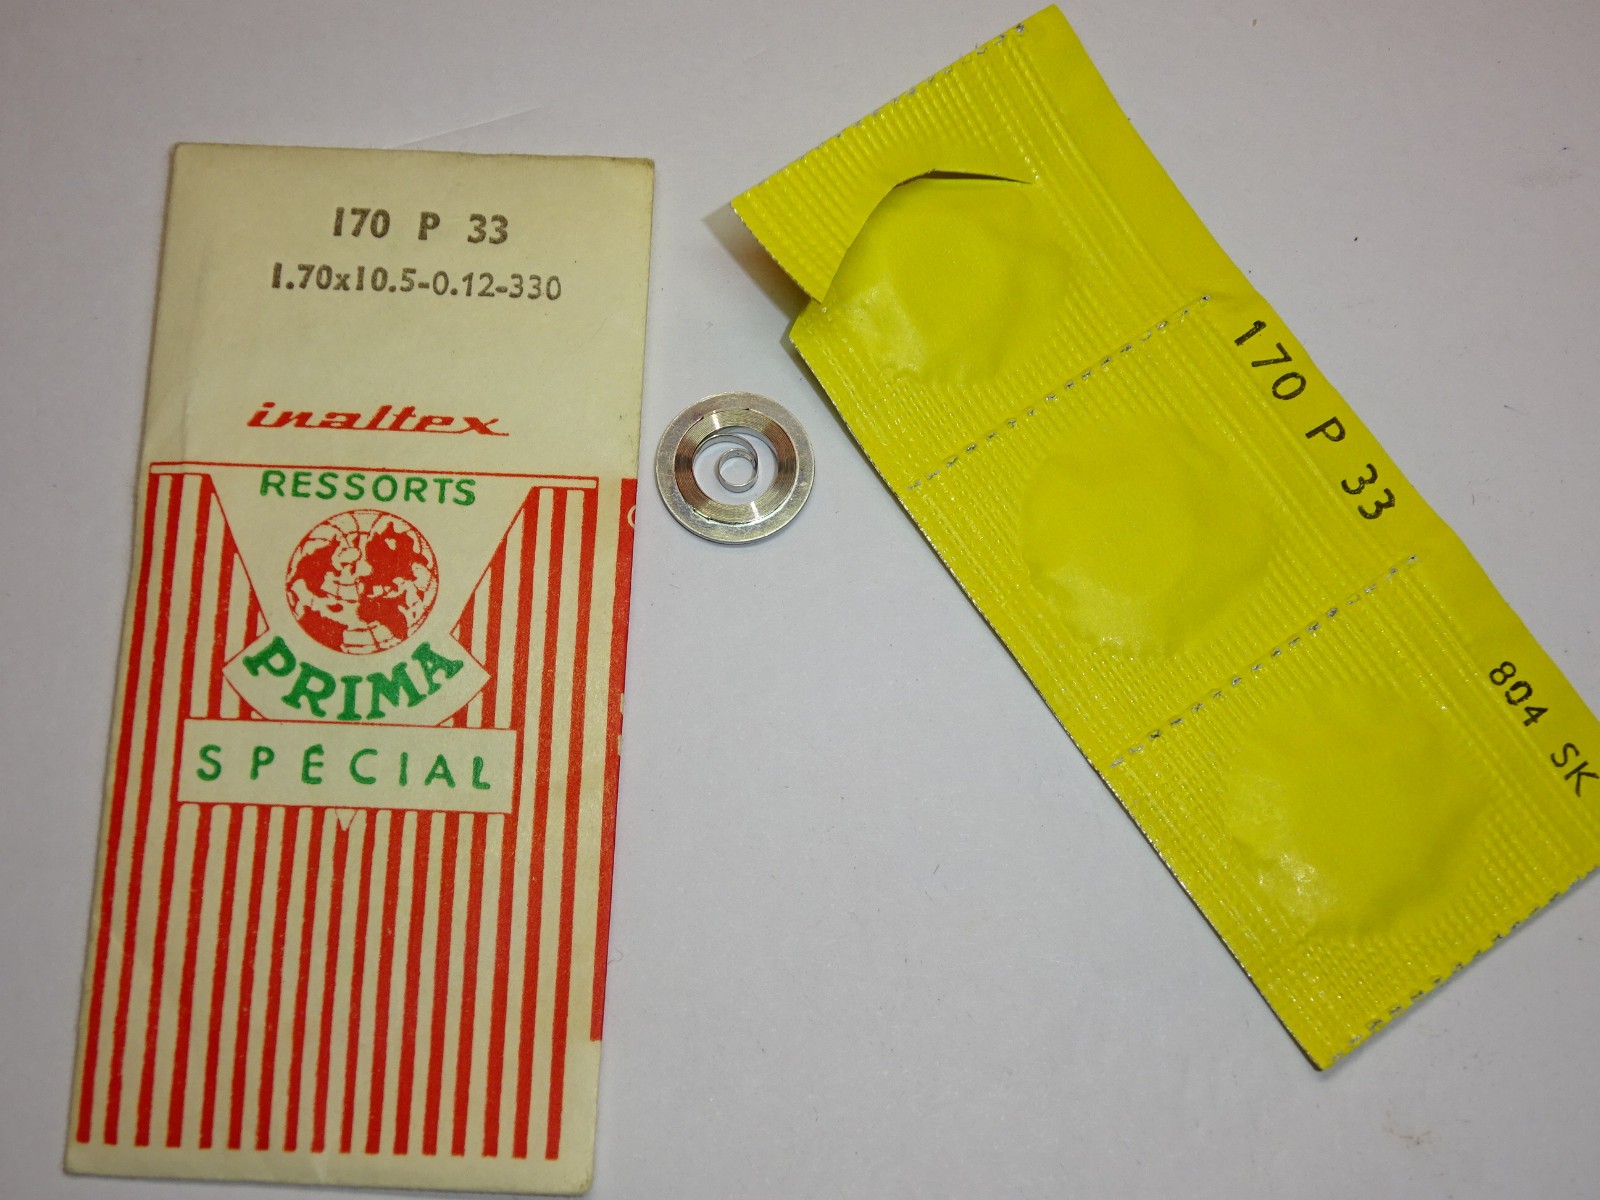 170 P 33
1.70x10.5-0.12-330
inaltex
RESSORTS
PRIMA
SPÉCIAL
170 P 33
804 SK